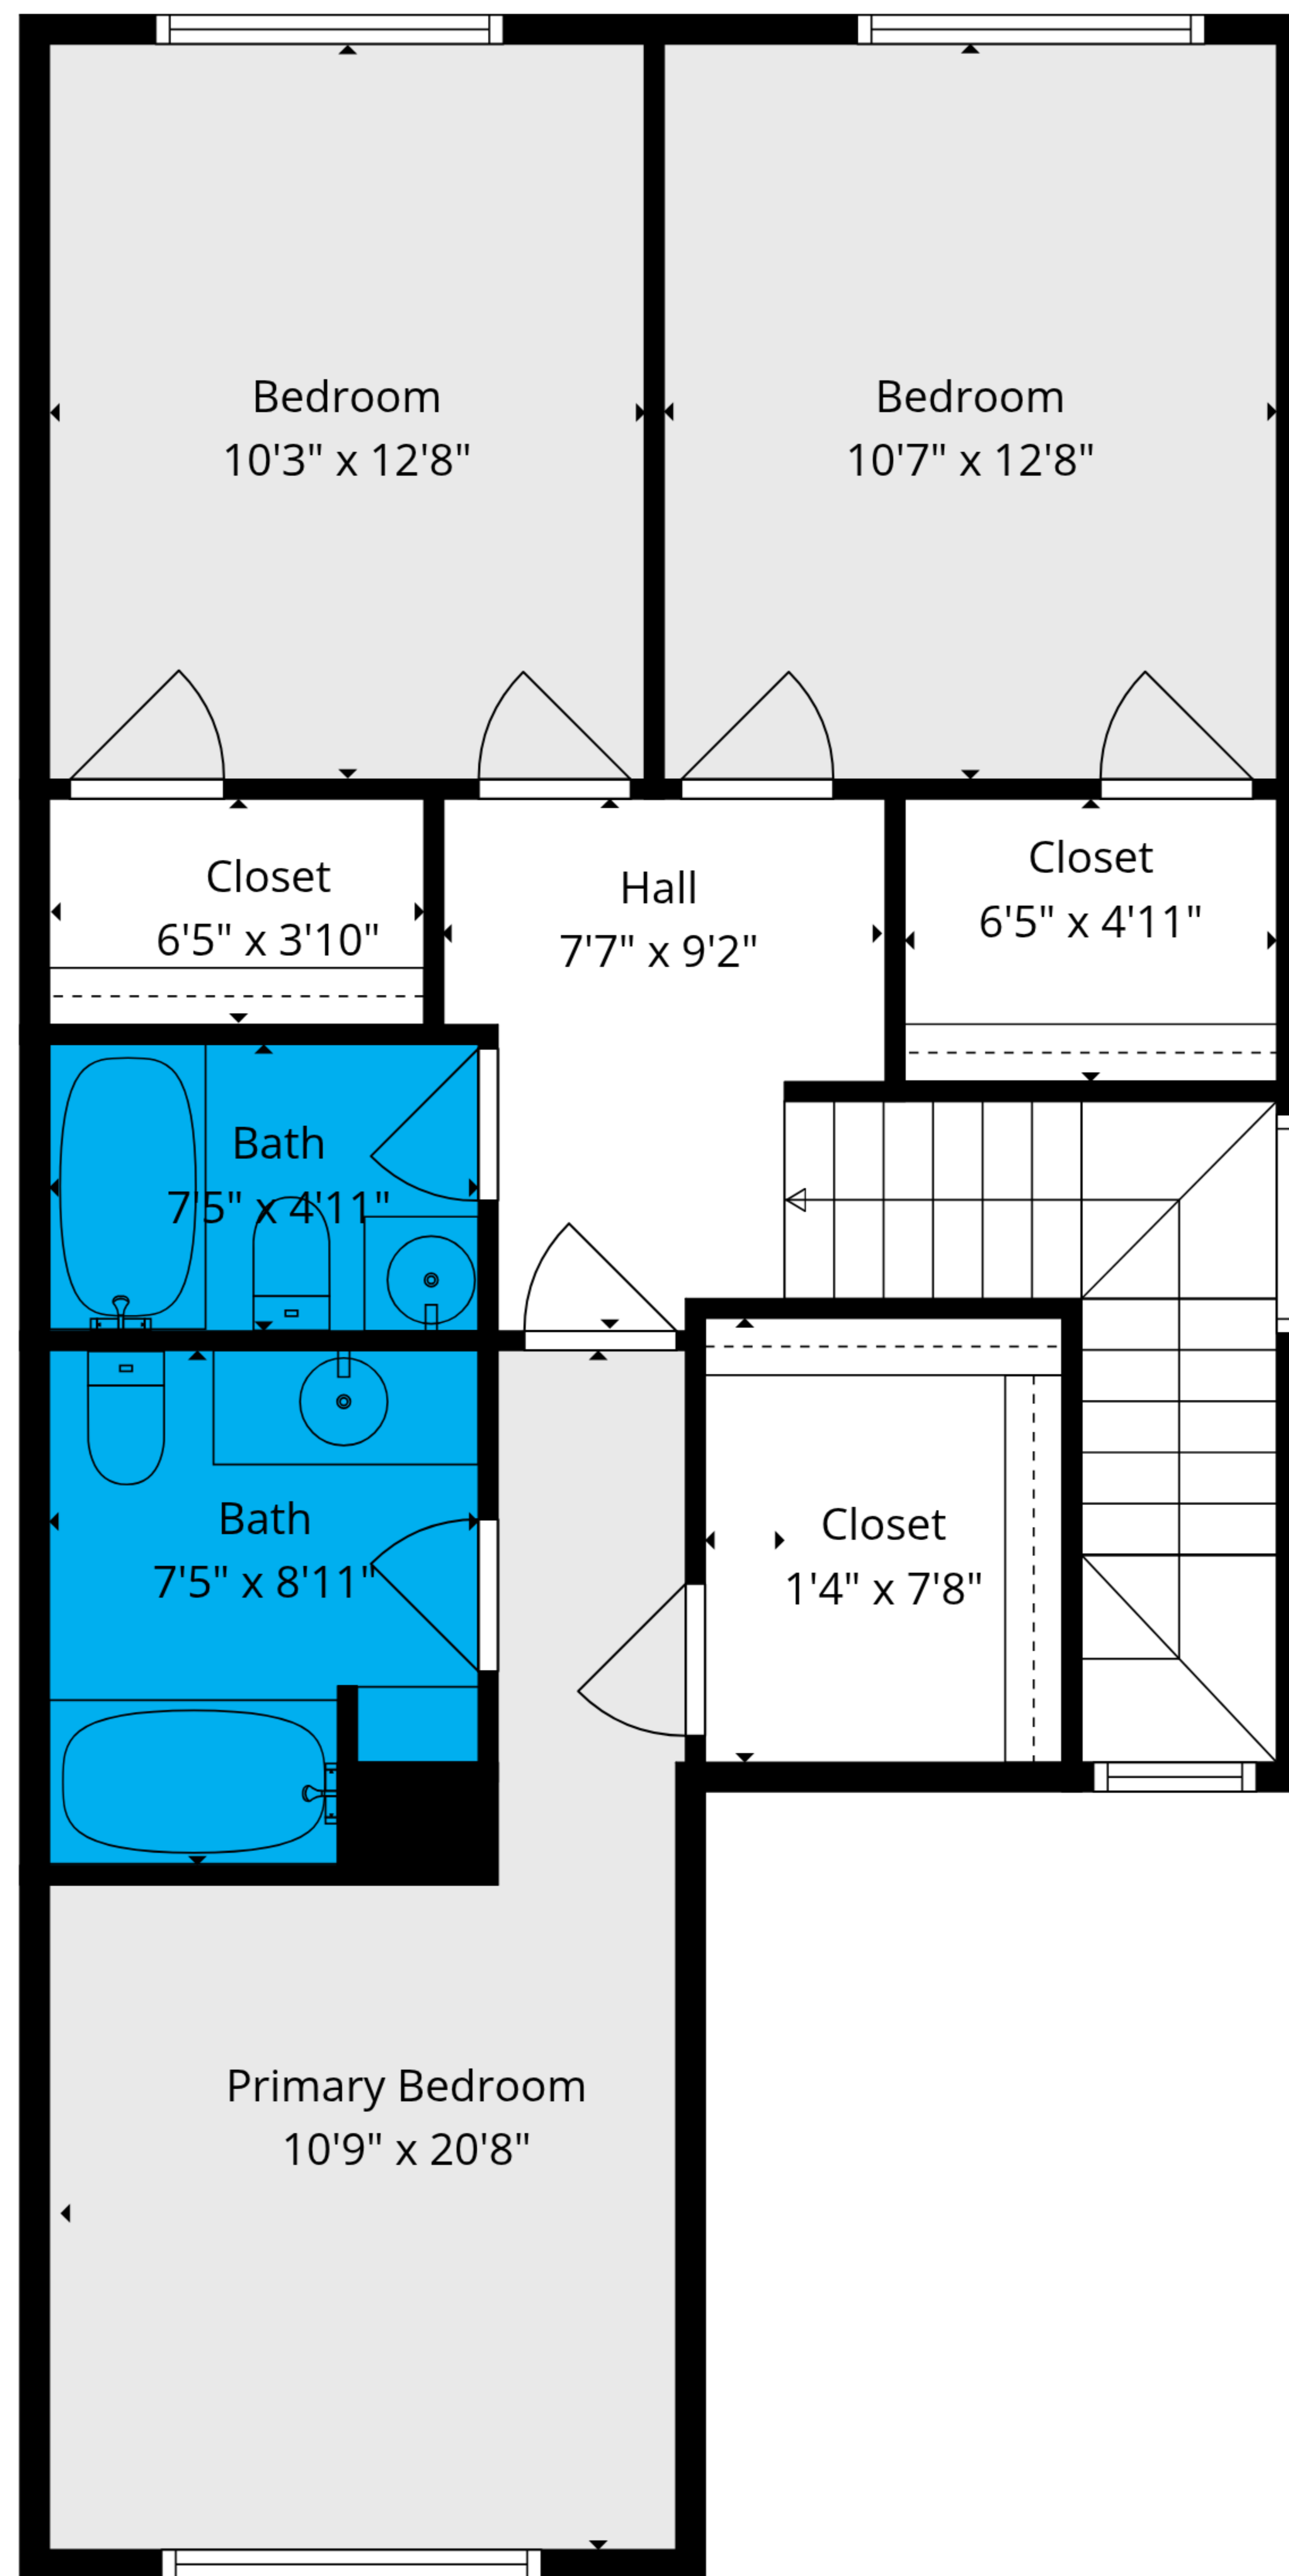 Bedroom
10'3" x 12'8"
Bedroom
10'7" x 12'8"
Closet
6'5" x 3'10"
Hall
7'7" x 9'2"
Closet
6'5" x 4'11"
Bath
7'5" x 4'11"
Bath
7'5" x 8'11"
Closet
1'4" x 7'8"
Primary Bedroom
10'9" x 20'8"